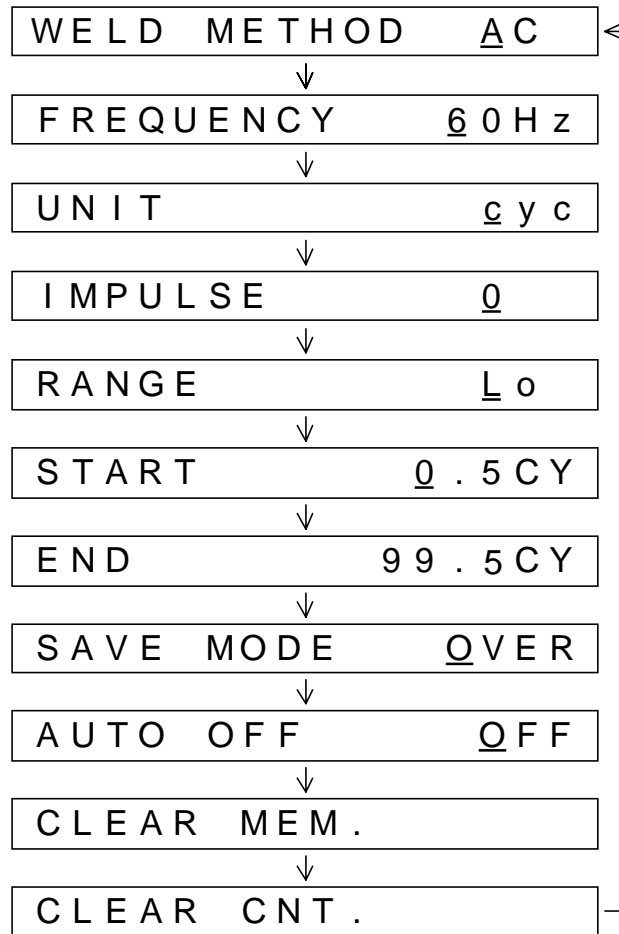 WELD METHOD AC
FREQUENCY 60Hz
UNIT cyc
IMPULSE 0
RANGE Lo
START 0.5CY
END 99.5CY
SAVE MODE OVER
AUTO OFF OFF
CLEAR MEM.
CLEAR CNT.